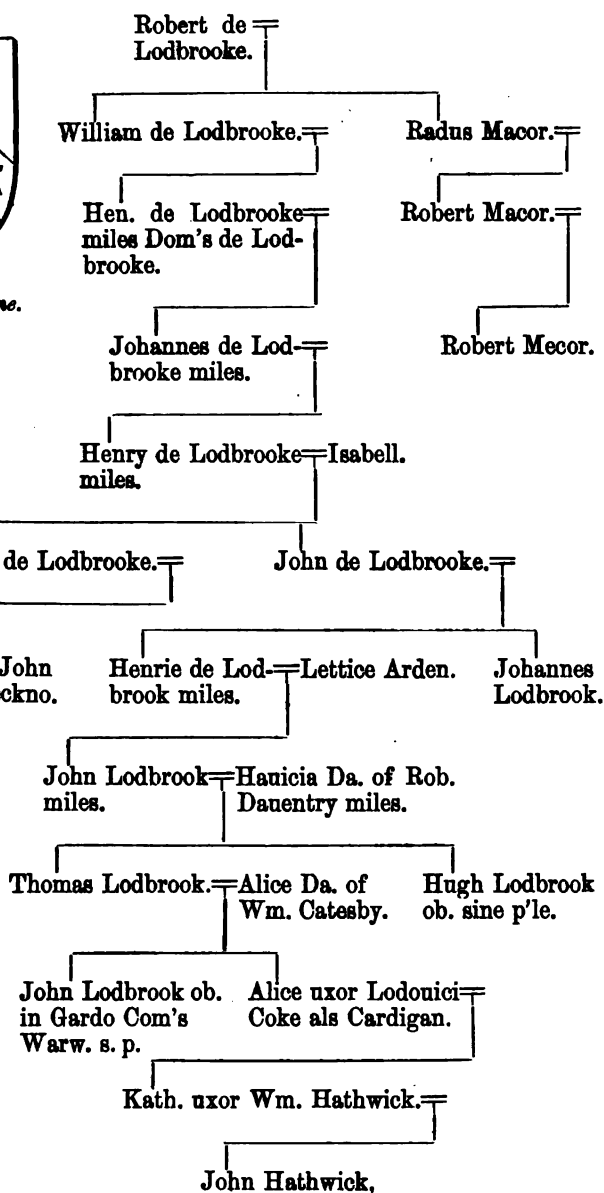 Robert de
Lodbrooke.
William de Lodbrooke.
Radus Macor.
Hen. de Lodbrooke
miles Dom's de Lod-
brooke.
Robert Macor.
Johannes de Lod-
brooke miles.
Robert Mecor.
Henry de Lodbrooke
miles.
Isabell.
de Lodbrooke.
John de Lodbrooke.
John
ckno.
Henrie de Lod-
brook miles.
Lettice Arden.
Johannes
Lodbrook.
John Lodbrook
miles.
Hauicia Da. of Rob.
Dauentry miles.
Thomas Lodbrook.
Alice Da. of
Wm. Catesby.
Hugh Lodbrook
ob. sine p'le.
John Lodbrook ob.
in Gardo Com's
Warw. s. p.
Alice uxor Lodouici
Coke als Cardigan.
Kath. uxor Wm. Hathwick.
John Hathwick,